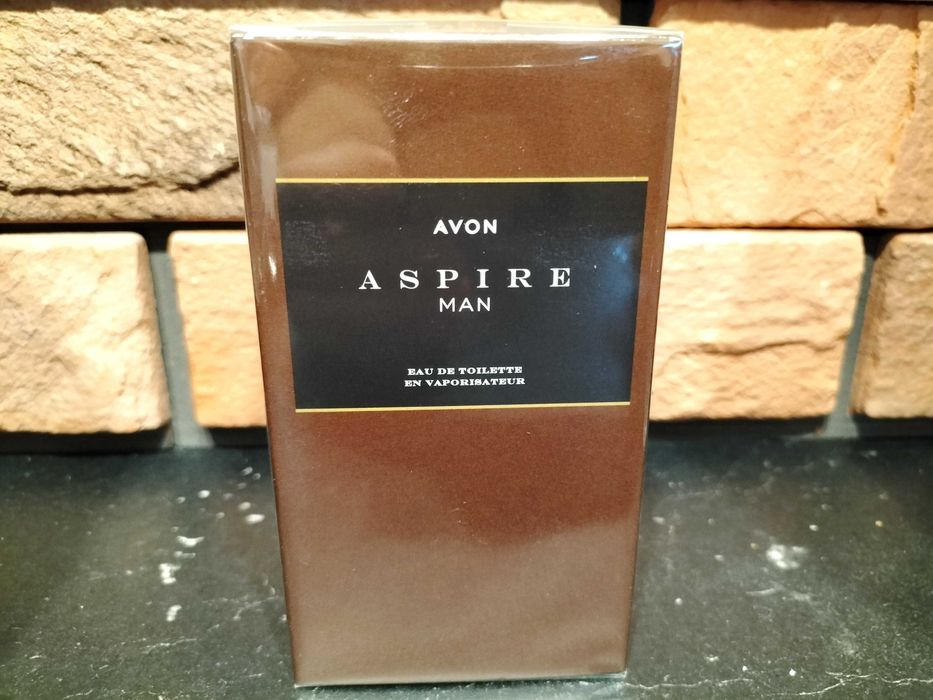 AVON
ASPIRE
MAN
EAU DE TOILETTE
EN VAPORISATEUR